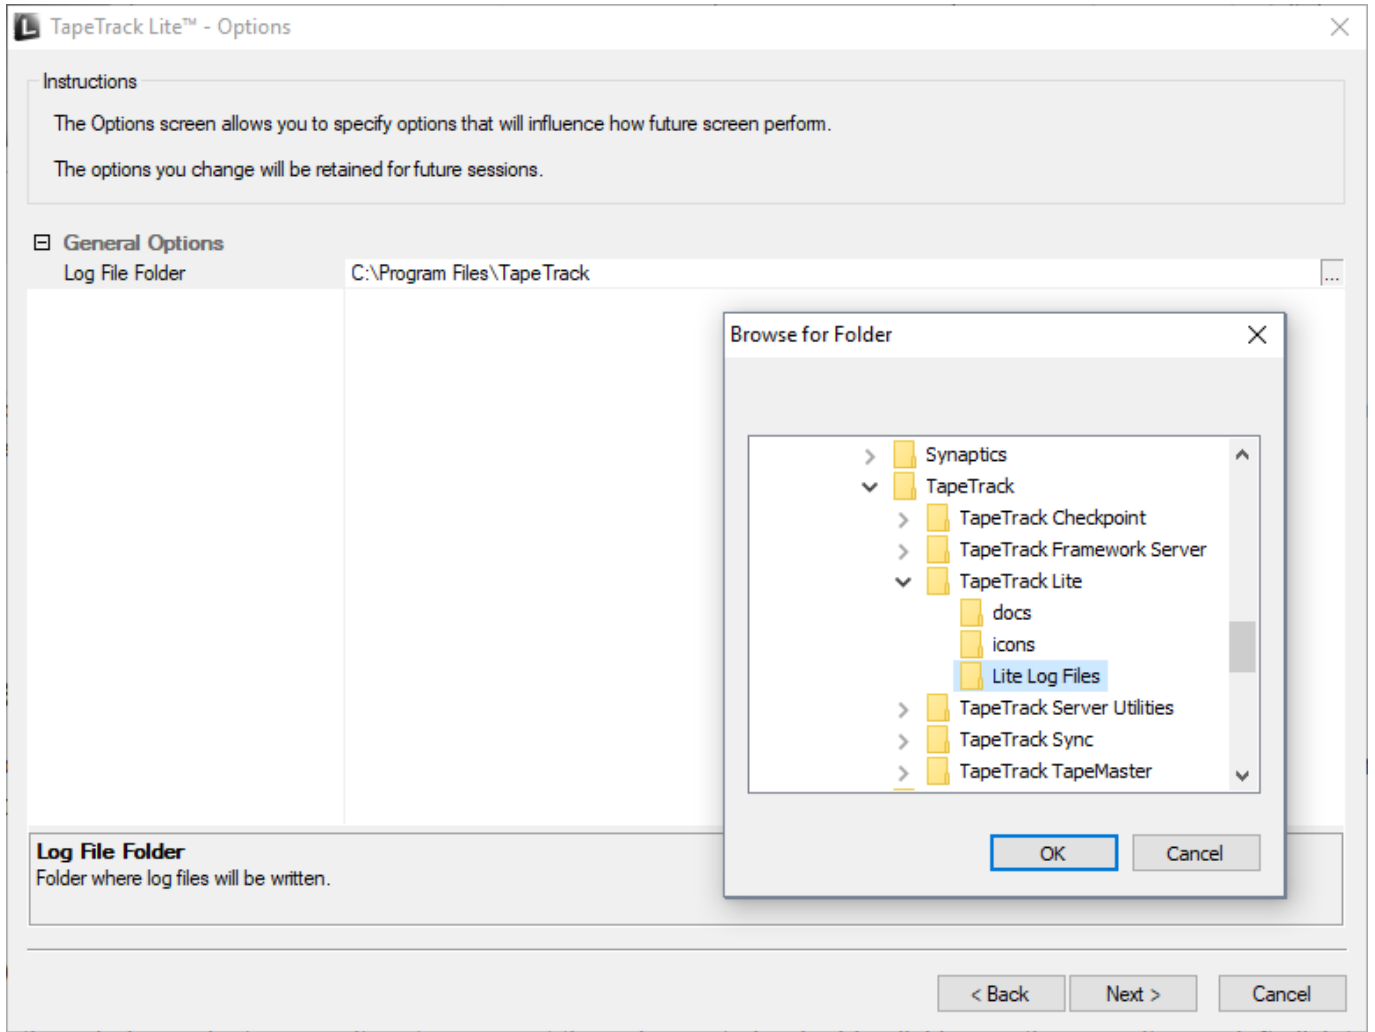 TapeTrack Lite™ - Options
Instructions
The Options screen allows you to specify options that will influence how future screen perform.
The options you change will be retained for future sessions.
General Options
Log File Folder
C:\Program Files\TapeTrack
...
Browse for Folder
Synaptics
TapeTrack
TapeTrack Checkpoint
TapeTrack Framework Server
TapeTrack Lite
docs
icons
Lite Log Files
TapeTrack Server Utilities
TapeTrack Sync
TapeTrack TapeMaster
OK
Cancel
Log File Folder
Folder where log files will be written.
< Back
Next >
Cancel